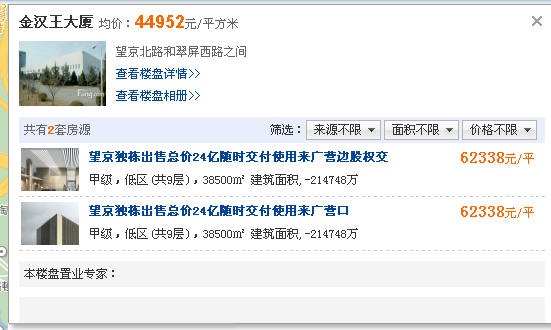 金汉王大厦 均价：44952元/平方米
望京北路和翠屏西路之间
查看楼盘详情>>
查看楼盘相册>>
Fang.com
共有2套房源 筛选： 来源不限 面积不限 价格不限
望京独栋出售总价24亿随时交付使用来广营边股权交 62338元/平
甲级，低区(共9层)，38500㎡ 建筑面积,-214748万
望京独栋出售总价24亿随时交付使用来广营口 62338元/平
甲级，低区(共9层)，38500㎡ 建筑面积,-214748万
本楼盘置业专家：